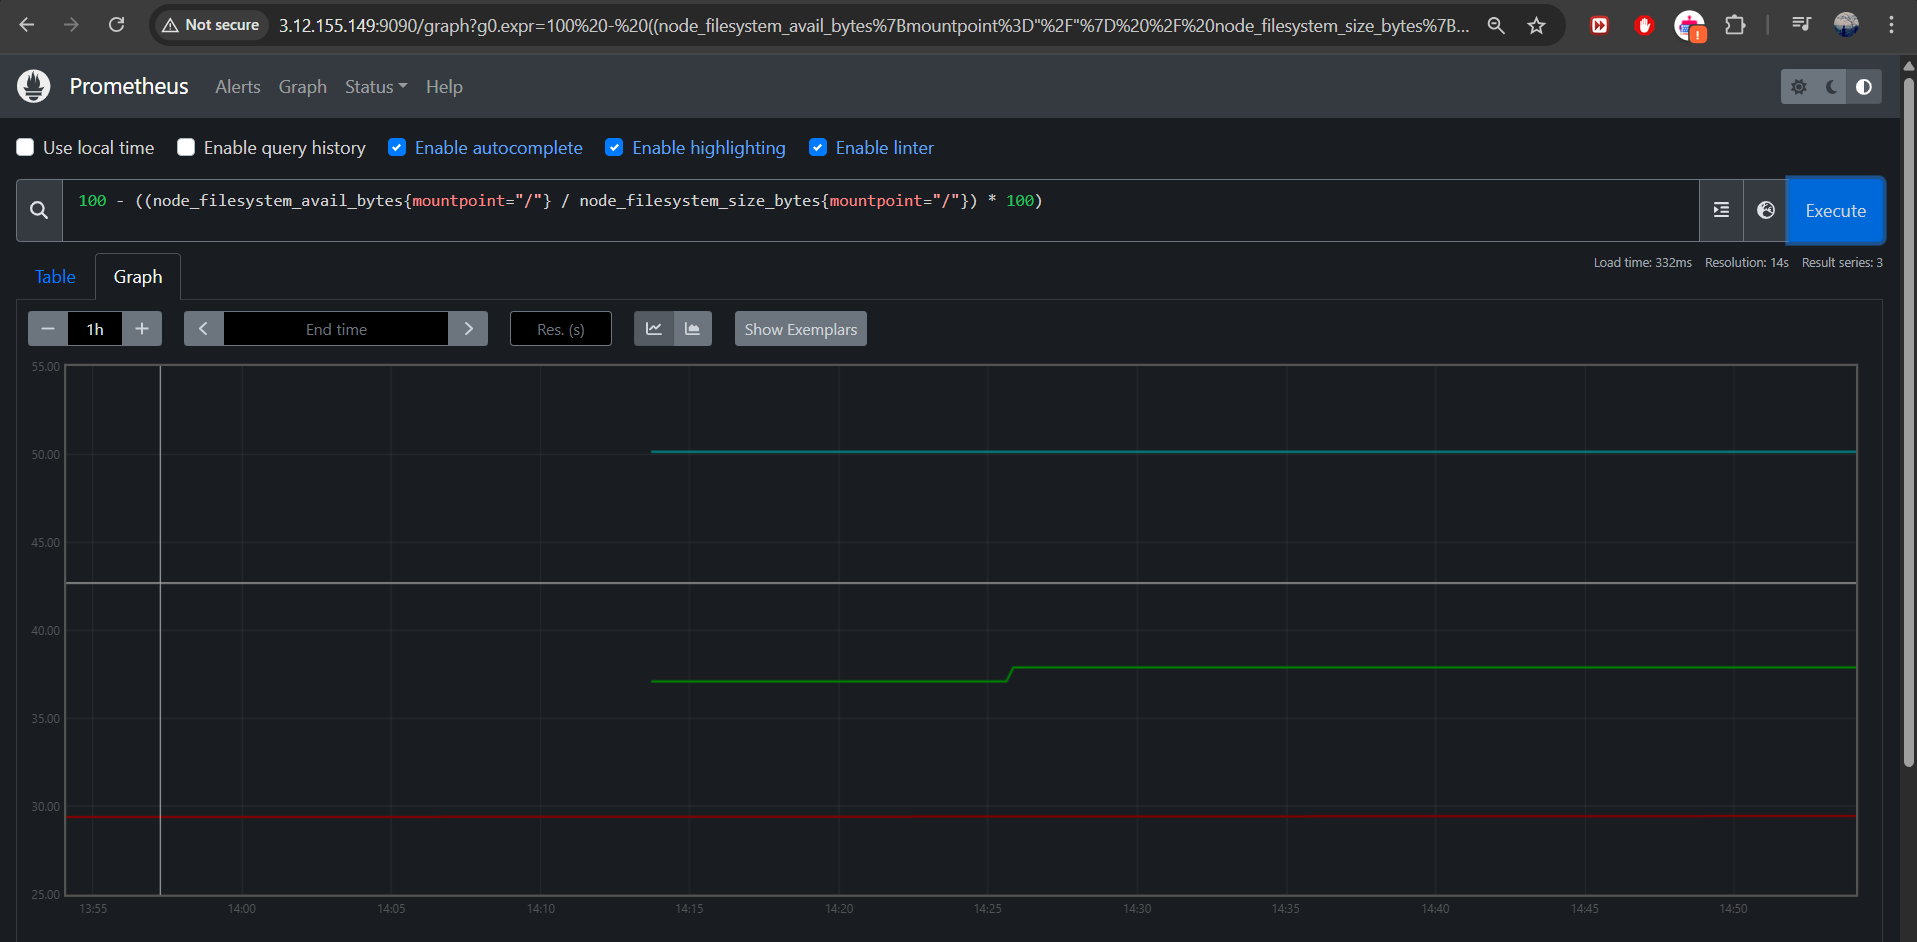 Not secure 3.12.155.149:9090/graph?g0.expr=100%20-%20((node_filesystem_avail_bytes%7Bmountpoint%3D"%2F"%7D%20%2F%20node_filesystem_size_bytes%7B...
Prometheus Alerts Graph Status Help
Use local time Enable query history Enable autocomplete Enable highlighting Enable linter
100 - ((node_filesystem_avail_bytes{mountpoint="/"} / node_filesystem_size_bytes{mountpoint="/"}) * 100)
Execute
Table Graph
Load time: 332ms Resolution: 14s Result series: 3
− 1h + End time Res. (s) Show Exemplars
55.00
50.00
45.00
40.00
35.00
30.00
25.00
13:55 14:00 14:05 14:10 14:15 14:20 14:25 14:30 14:35 14:40 14:45 14:50